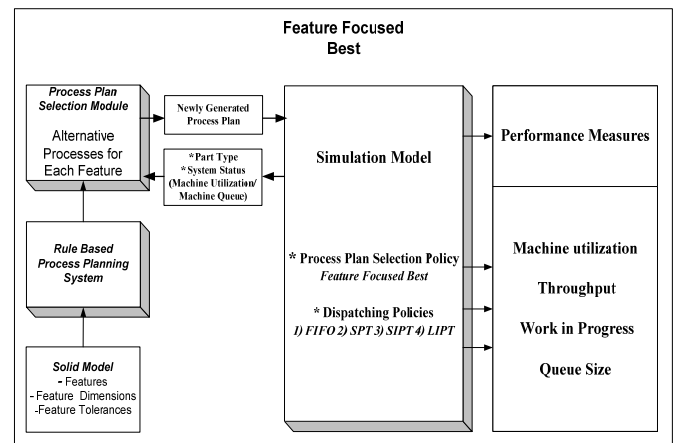 Feature Focused
Best
Process Plan
Selection Module
Alternative
Processes for
Each Feature
Newly Generated
Process Plan
* Part Type
* System Status
(Machine Utilization/
Machine Queue)
Rule Based
Process Planning
System
Solid Model
- Features
- Feature Dimensions
-Feature Tolerances
Simulation Model
* Process Plan Selection Policy
Feature Focused Best
* Dispatching Policies
1) FIFO 2) SPT 3) SIPT 4) LIPT
Performance Measures
Machine utilization
Throughput
Work in Progress
Queue Size